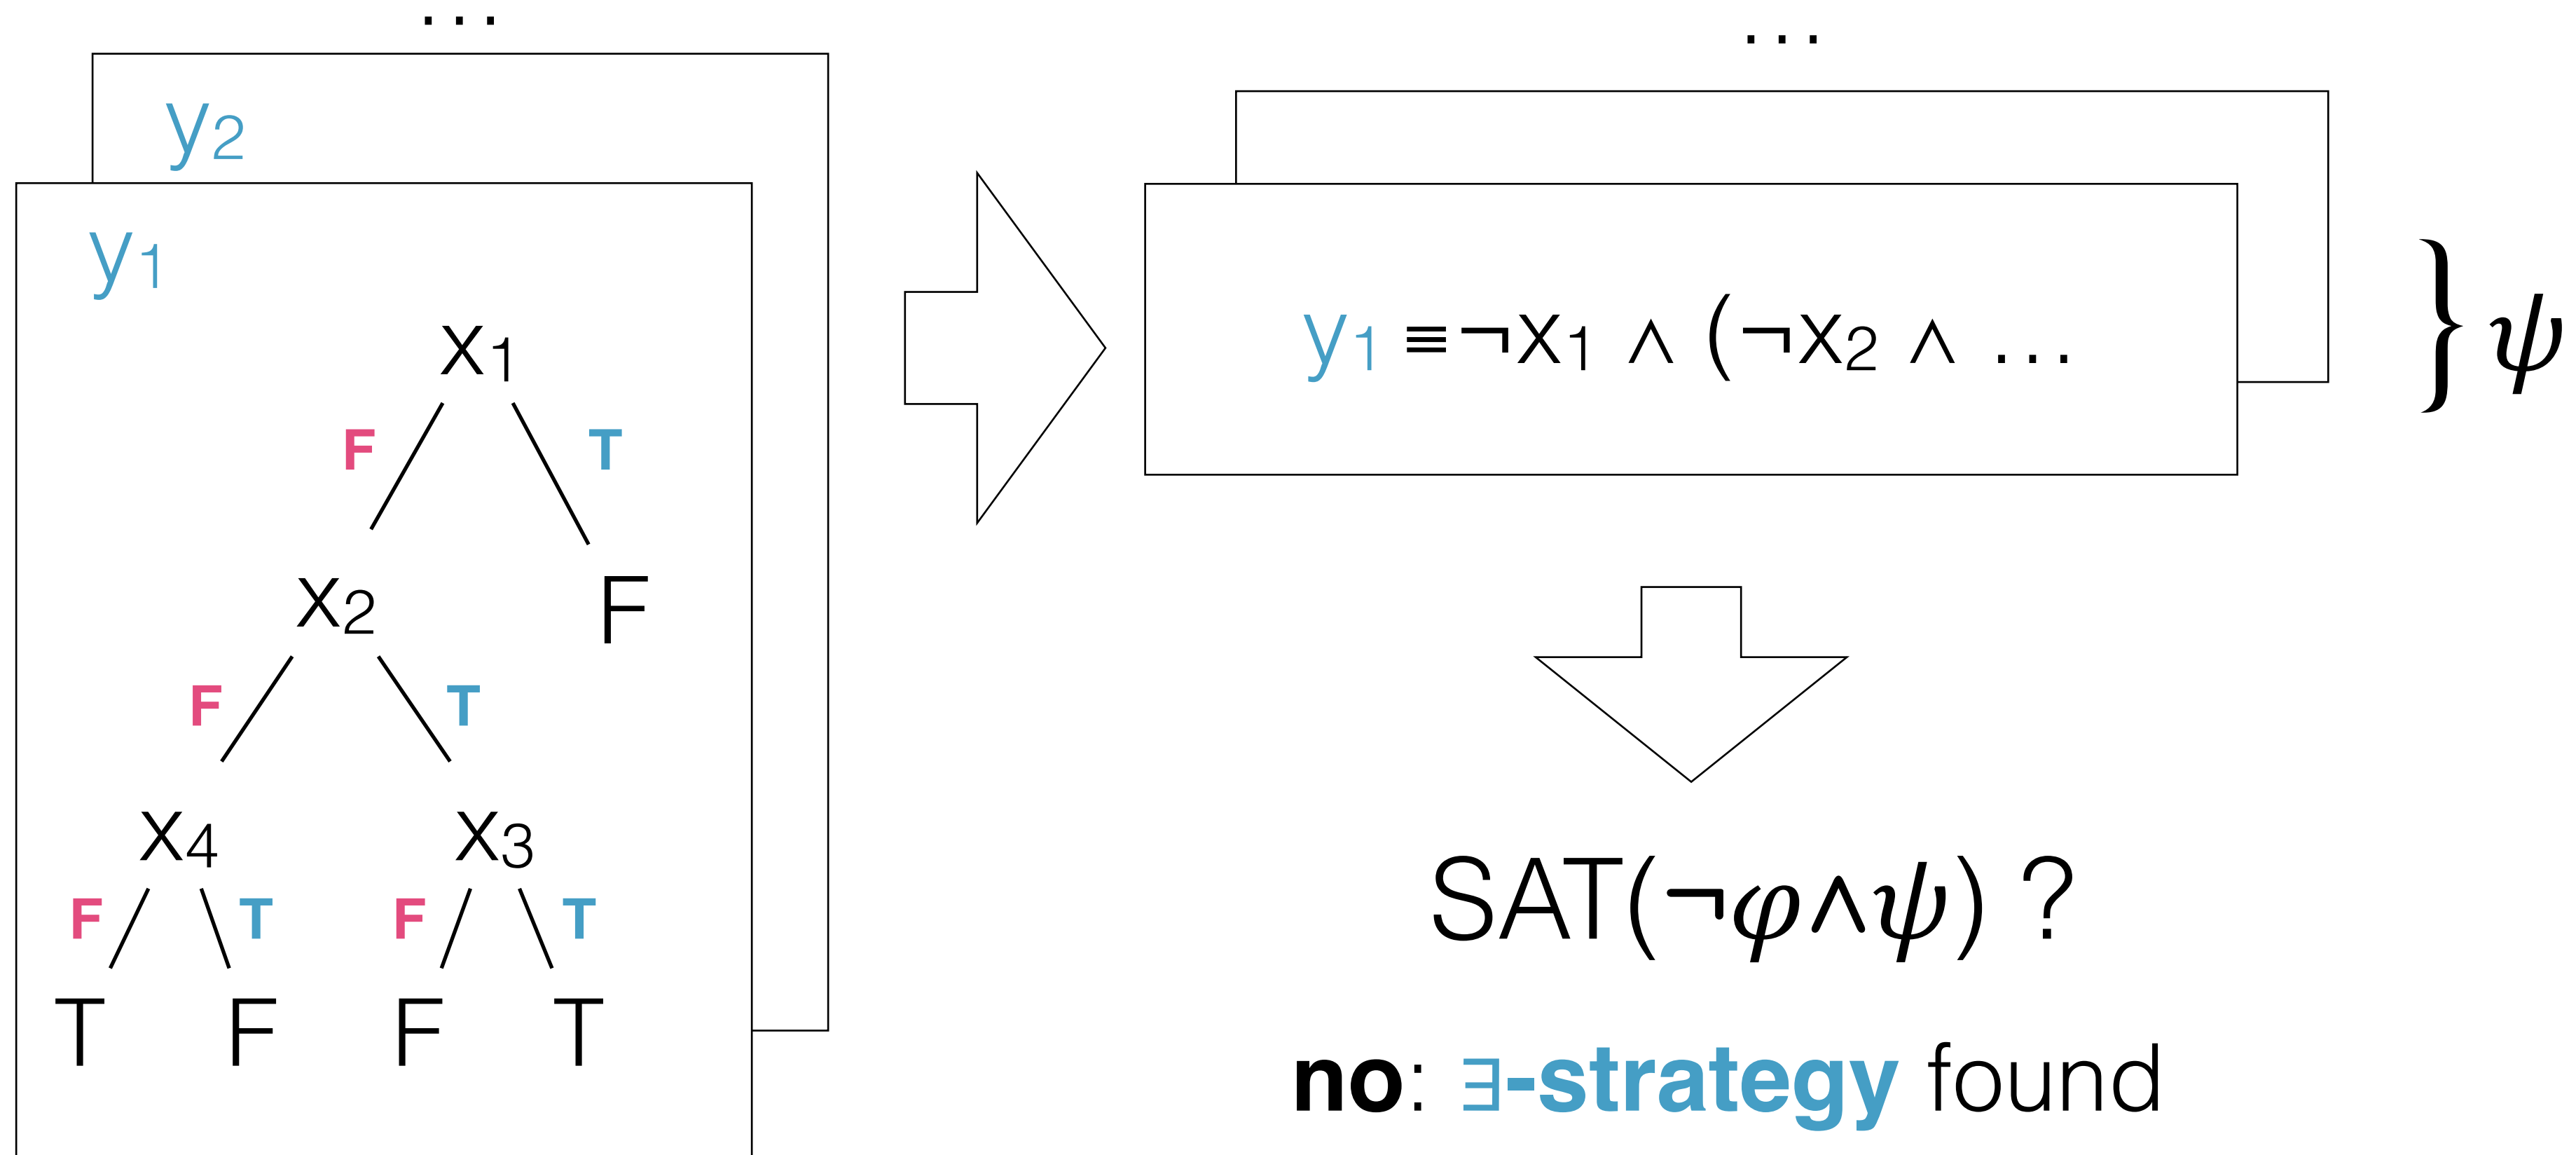 ...
...
y₂
y₁
x₁
F T
x₂ F
F T
x₄ x₃
F T F T
T F F T
y₁ ≡ ¬x₁ ∧ (¬x₂ ∧ ...
} ψ
SAT(¬φ∧ψ) ?
no: ∃-strategy found